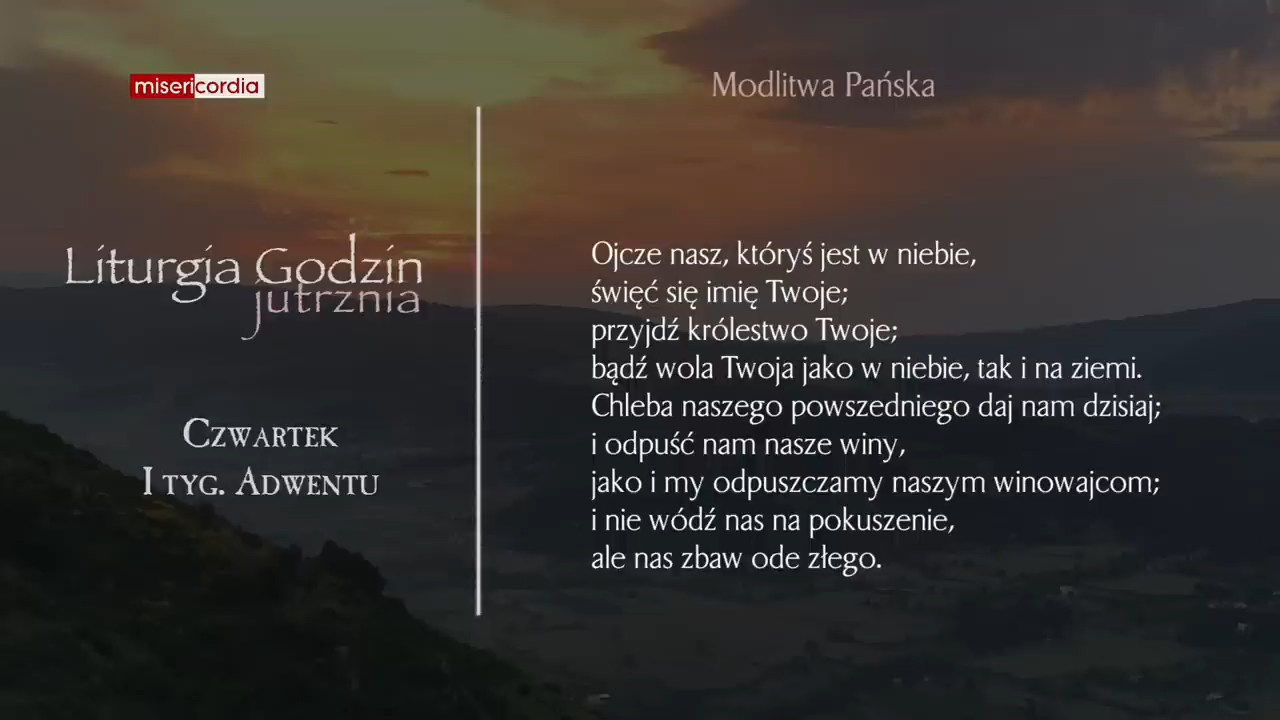 misericordia
Modlitwa Pańska
Liturgia Godzin
jutrznia
Czwartek
I tyg. Adwentu
Ojcze nasz, któryś jest w niebie,
święć się imię Twoje;
przyjdź królestwo Twoje;
bądź wola Twoja jako w niebie, tak i na ziemi.
Chleba naszego powszedniego daj nam dzisiaj;
i odpuść nam nasze winy,
jako i my odpuszczamy naszym winowajcom;
i nie wódź nas na pokuszenie,
ale nas zbaw ode złego.